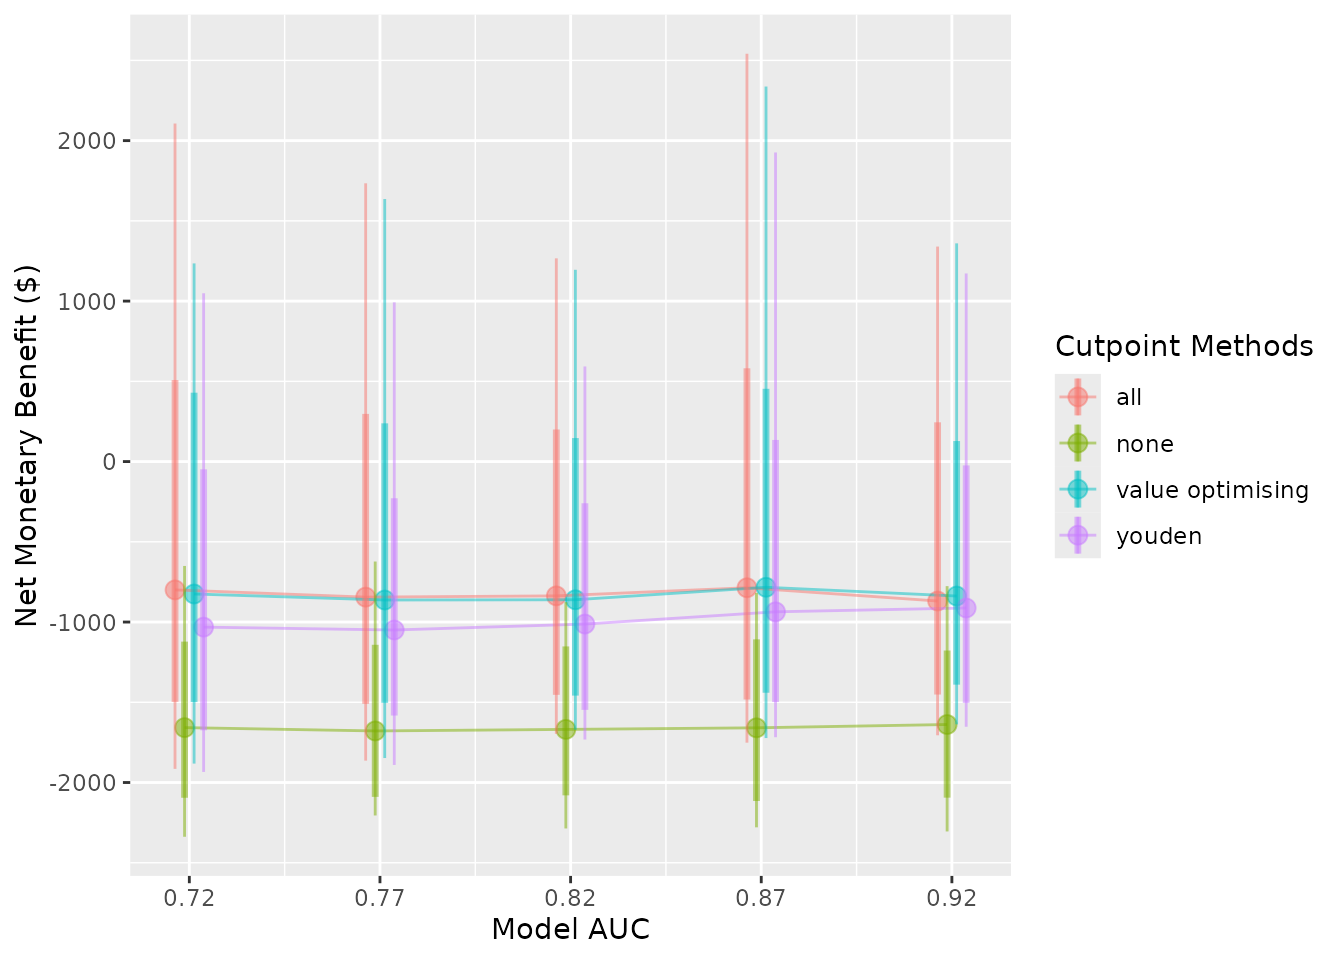 2000
1000
0
-1000
-2000
Net Monetary Benefit ($)
0.72
0.77
0.82
0.87
0.92
Model AUC
Cutpoint Methods
all
none
value optimising
youden